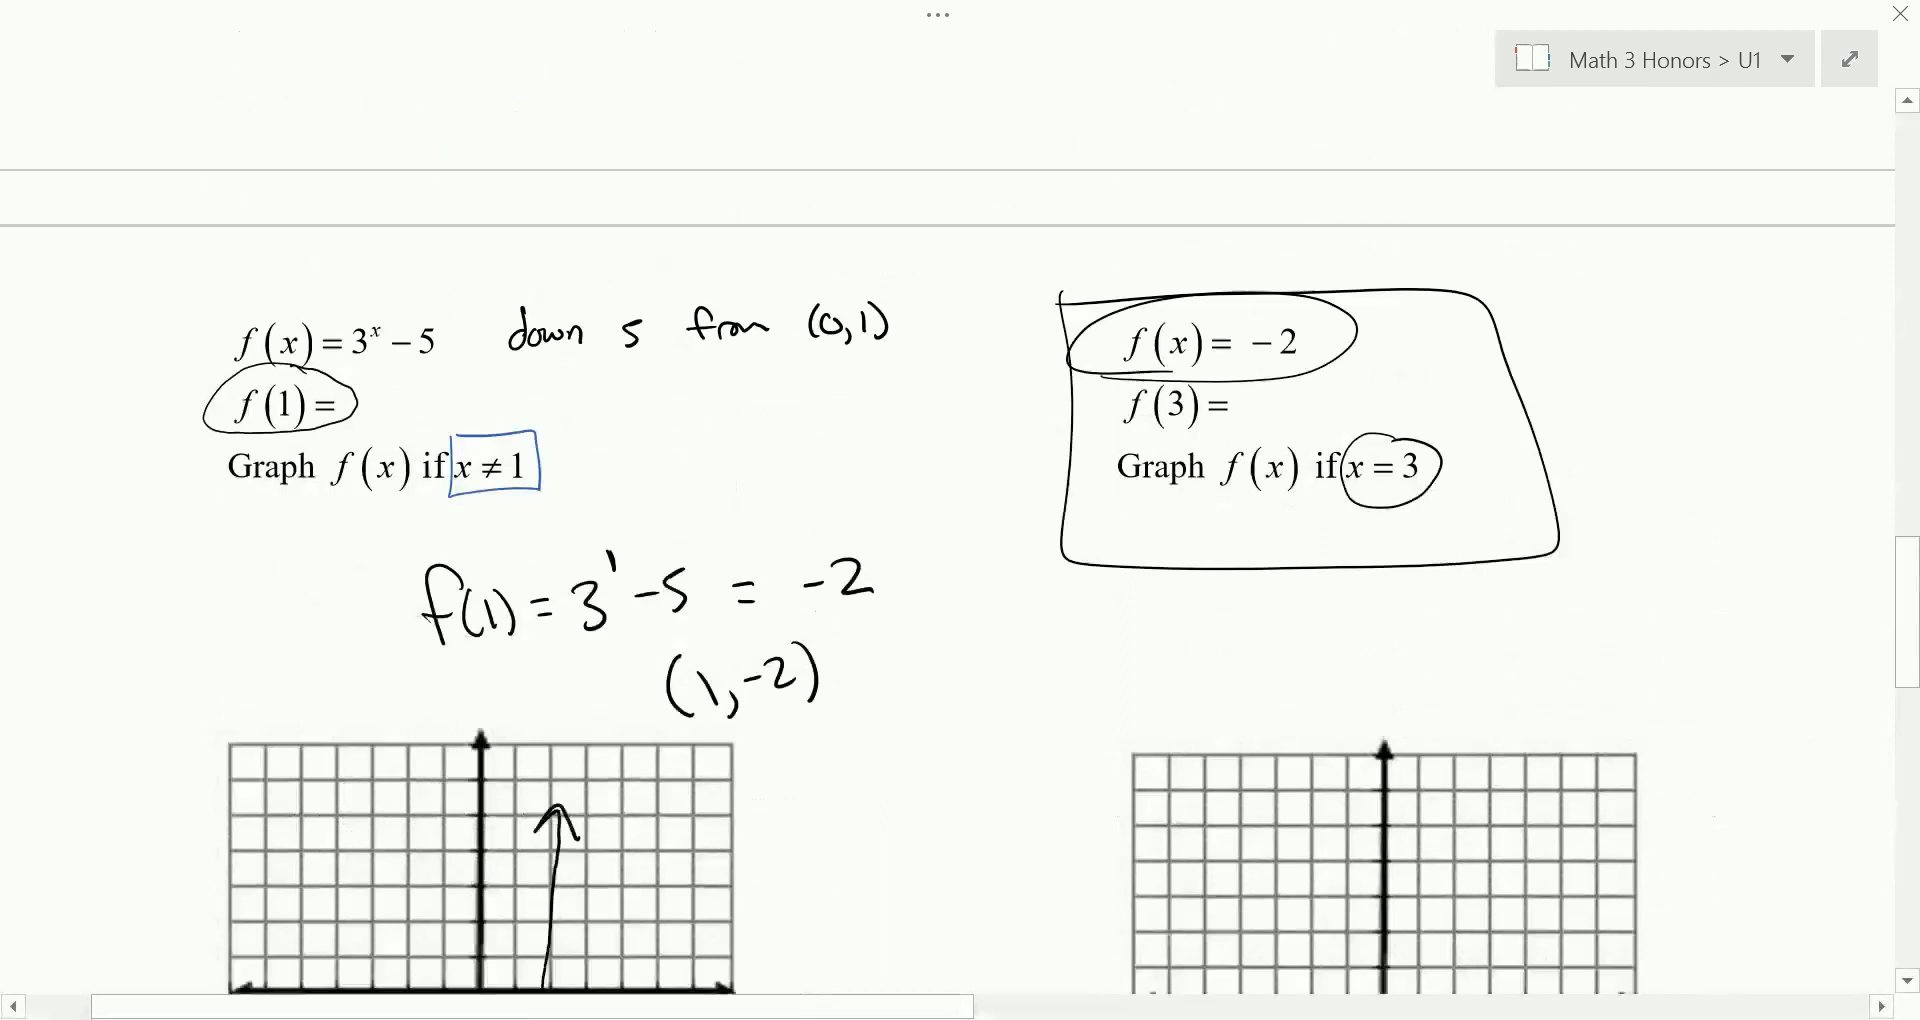 Math 3 Honors > U1
f(x) = 3^x − 5 down 5 from (0,1)
f(1) =
Graph f(x) if x ≠ 1
f(1) = 3^1 − 5 = −2
(1, −2)
f(x) = −2
f(3) =
Graph f(x) if x = 3